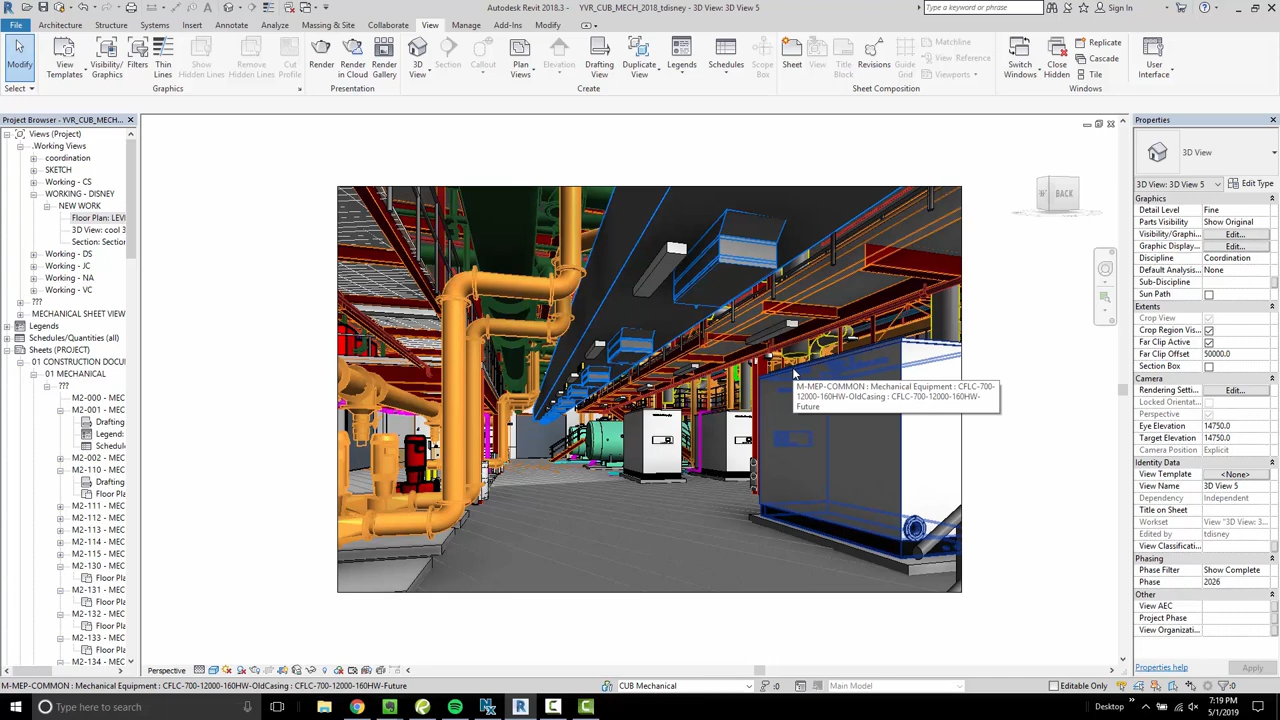 Autodesk Revit 2018.3 - YVR_CUB_MECH_2018_tdisney - 3D View: 3D View 5
Type a keyword or phrase
Sign In
File Architecture Structure Systems Insert Annotate Analyze Massing & Site Collaborate View Manage Add-Ins Modify
Modify
View Templates
Visibility/ Graphics
Filters
Thin Lines
Show Hidden Lines
Remove Hidden Lines
Cut Profile
Render
Render in Cloud
Render Gallery
3D View
Section
Callout
Plan Views
Elevation
Drafting View
Duplicate View
Legends
Schedules
Scope Box
Sheet
View
Title Block
Revisions
Guide Grid
Matchline
View Reference
Viewports
Switch Windows
Close Hidden
Replicate
Cascade
Tile
User Interface
Select Graphics Presentation Create Sheet Composition Windows
Project Browser - YVR_CUB_MECH...
Views (Project)
.Working Views
coordination
SKETCH
Working - CS
WORKING - DISNEY
NEW WORK
Floor Plan: LEVI
3D View: cool 3
Section: Sectior
Working - DS
Working - JC
Working - NA
Working - VC
???
MECHANICAL SHEET VIEW
Legends
Schedules/Quantities (all)
Sheets (PROJECT)
01 CONSTRUCTION DOCU
01 MECHANICAL
???
M2-000 - MEC
M2-001 - MEC
Drafting
Legend:
Drafting
M2-002 - MEC
M2-110 - MEC
Drafting
Floor Pla
M2-111 - MEC
M2-112 - MEC
M2-113 - MEC
M2-114 - MEC
M2-115 - MEC
M2-130 - MEC
Floor Pla
M2-131 - MEC
Floor Pla
M2-132 - MEC
Floor Pla
M2-133 - MEC
Floor Pla
M2-134 - MEC
BACK
M-MEP-COMMON : Mechanical Equipment : CFLC-700-
12000-160HW-OldCasing : CFLC-700-12000-160HW-
Future
Properties
3D View
3D View: 3D View 5 Edit Type
Graphics
Detail Level Fine
Parts Visibility Show Original
Visibility/Graphi... Edit...
Graphic Display... Edit...
Discipline Coordination
Default Analysis... None
Sub-Discipline
Sun Path
Extents
Crop View
Crop Region Vis...
Far Clip Active
Far Clip Offset 50000.0
Section Box
Camera
Rendering Setti... Edit...
Locked Orientat...
Perspective
Eye Elevation 14750.0
Target Elevation 14750.0
Camera Position Explicit
Identity Data
View Template <None>
View Name 3D View 5
Dependency Independent
Title on Sheet
Workset View "3D View: 3...
Edited by tdisney
View Classificati...
Phasing
Phase Filter Show Complete
Phase 2026
Other
View AEC
Project Phase
View Organizati...
Properties help Apply
Perspective
M-MEP-COMMON : Mechanical Equipment : CFLC-700-12000-160HW-OldCasing : CFLC-700-12000-160HW-Future
CUB Mechanical
:0
Main Model
Editable Only
:0
Type here to search
Desktop
7:19 PM
5/1/2019